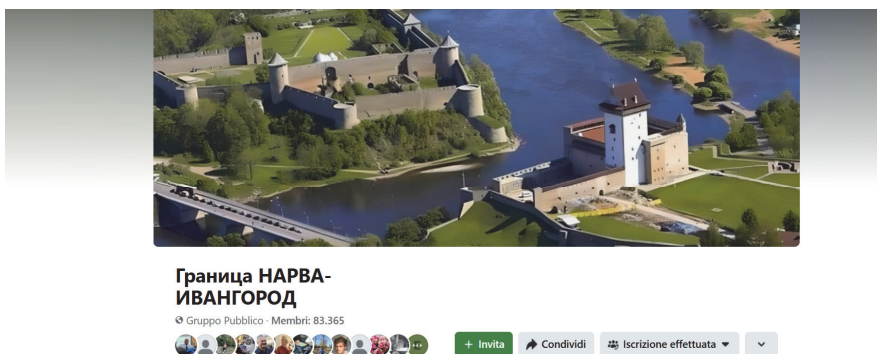 Граница НАРВА-
ИВАНГОРОД
Gruppo Pubblico · Membri: 83.365
+ Invita Condividi Iscrizione effettuata